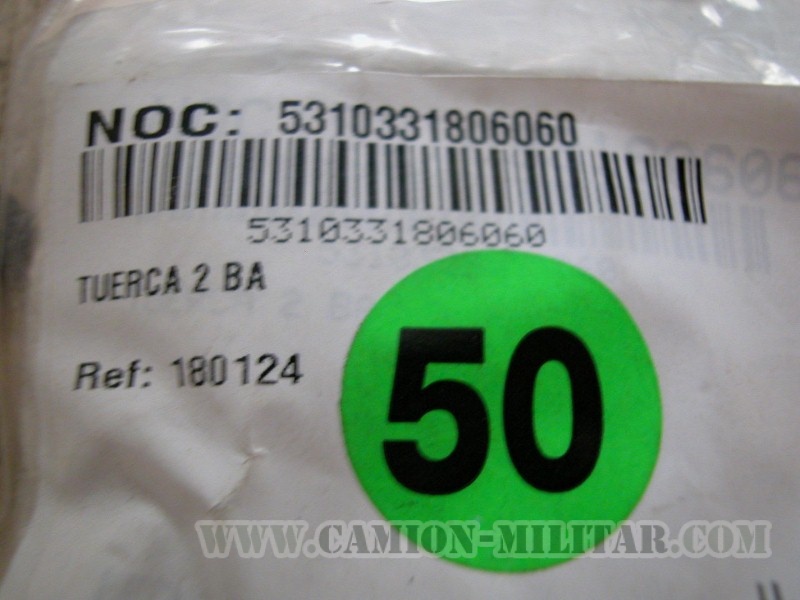 NOC: 5310331806060
5310331806060
TUERCA 2 BA
Ref: 180124
50
WWW.CAMION-MILITAR.COM